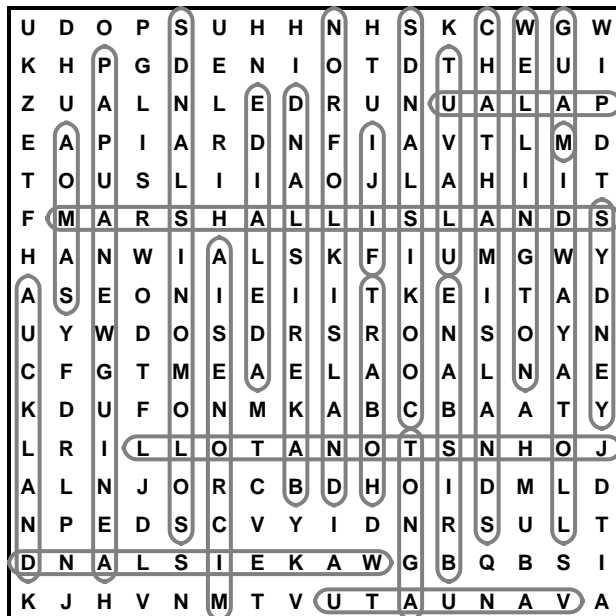 U D O P S U H H N H S K C W G W
K H P G D E N I O T D T H E U I
Z U A L N L E D R U N U A L A P
E A P I A R D N F I A V T L M D
T O U S L I I A O J L A H I I T
F M A R S H A L L I S L A N D S
H A N W I A L S K F I U M G W Y
A S E O N I E I I T K E I T A D
U Y W D O S D R S R O N S O Y N
C F G T M E A E L A O A L N A E
K D U F O N M K A B C B A A T Y
L R I L L O T A N O T S N H O J
A L N J O R C B D H O I D M L D
N P E D S C V Y I D N R S U L T
D N A L S I E K A W G B Q B S I
K J H V N M T V U T A U N A V A